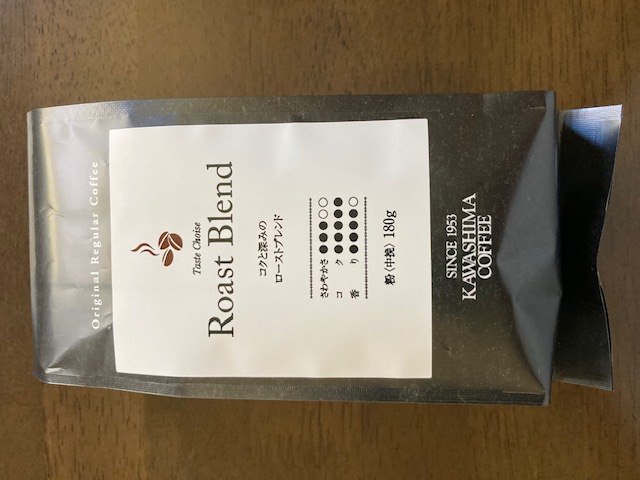 Original Regular Coffee
Taste Choise
Roast Blend
コクと深みの
ローストブレンド
さわやかさ ●●●○○
コク ●●●●●
香り ●●●●○
粉〈中挽〉180g
SINCE 1953
KAWASHIMA
COFFEE